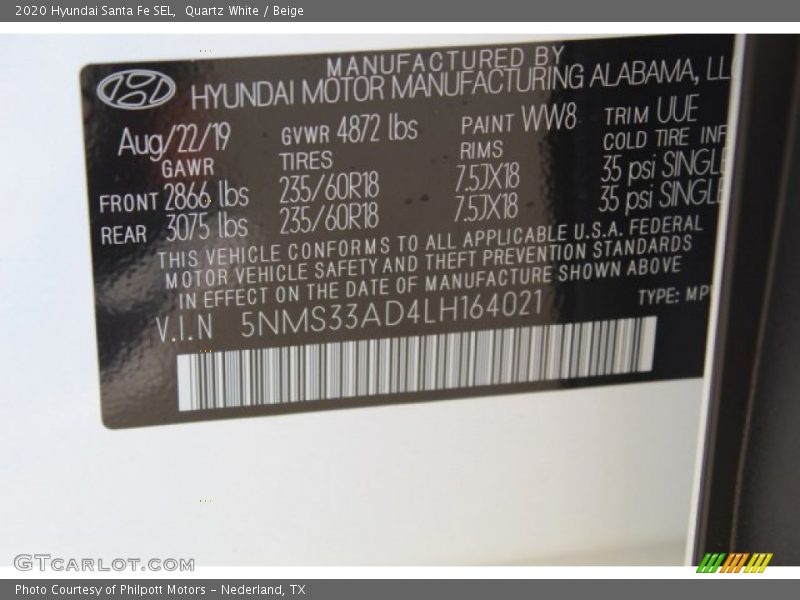 2020 Hyundai Santa Fe SEL, Quartz White / Beige
MANUFACTURED BY
HYUNDAI MOTOR MANUFACTURING ALABAMA,
Aug/22/19 GVWR 4872 lbs PAINT WW8 TRIM UUE
GAWR TIRES RIMS COLD TIRE
FRONT 2866 lbs 235/60R18 7.5JX18 35 psi SINGLE
REAR 3075 lbs 235/60R18 7.5JX18 35 psi SINGLE
THIS VEHICLE CONFORMS TO ALL APPLICABLE U.S.A. FEDERAL
MOTOR VEHICLE SAFETY AND THEFT PREVENTION STANDARDS
IN EFFECT ON THE DATE OF MANUFACTURE SHOWN ABOVE
V.I.N 5NMS33AD4LH164021 TYPE:
GTCARLOT.COM
Photo Courtesy of Philpott Motors - Nederland, TX